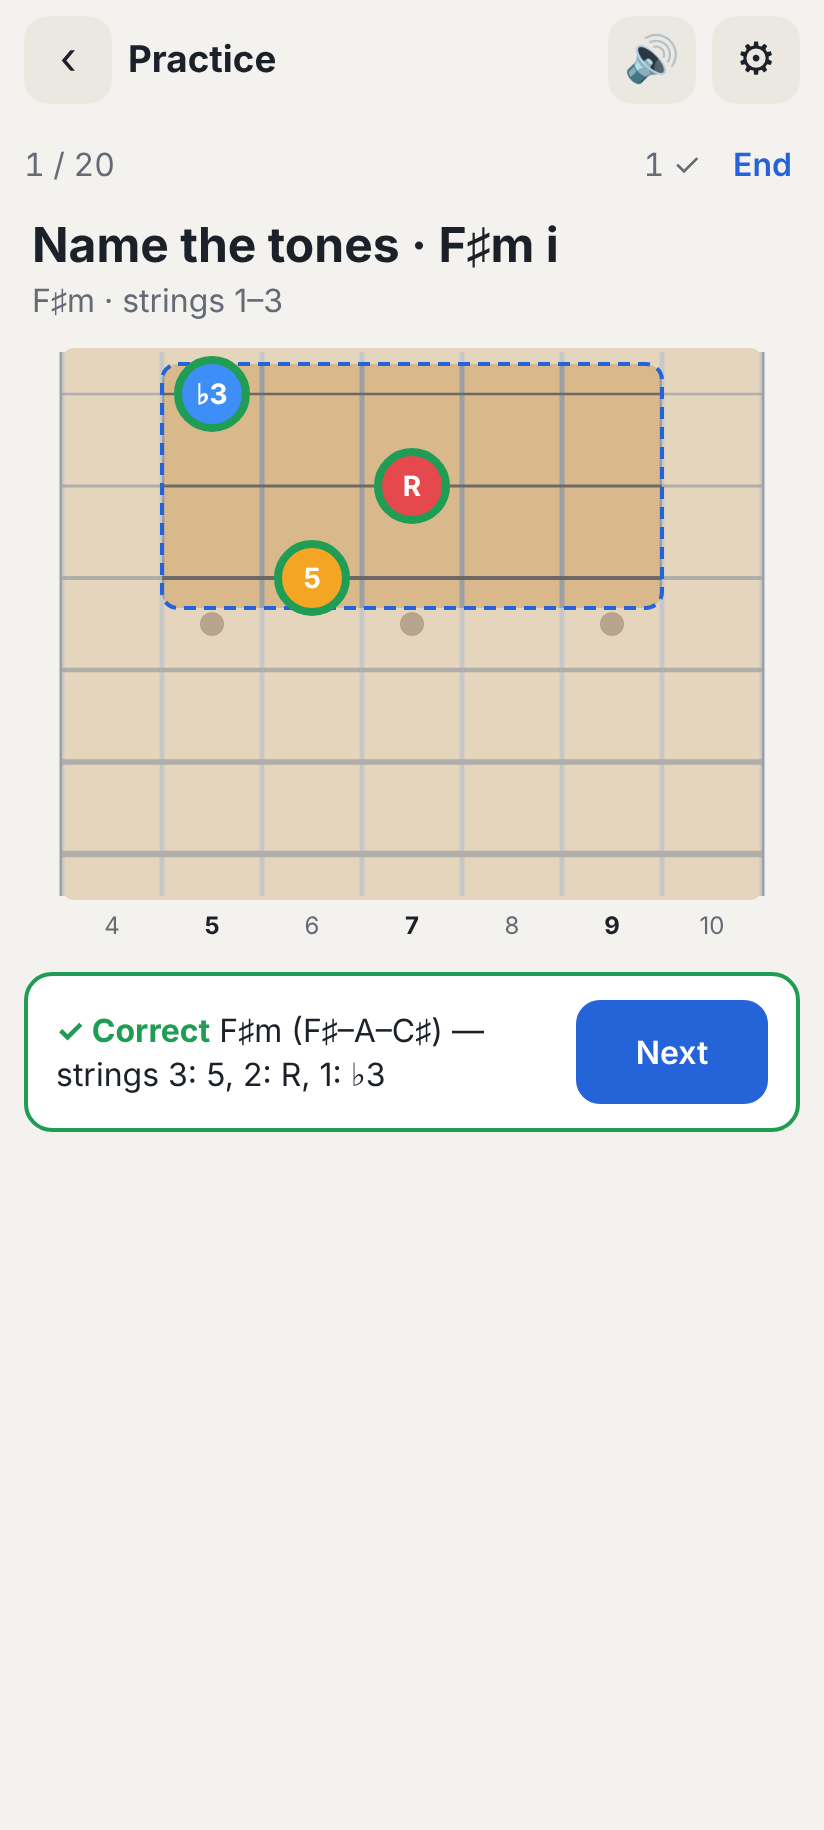 ‹ Practice
1 / 20 1 ✓ End
Name the tones · F♯m i
F♯m · strings 1–3
♭3
R
5
4 5 6 7 8 9 10
✓ Correct F♯m (F♯–A–C♯) —
strings 3: 5, 2: R, 1: ♭3
Next